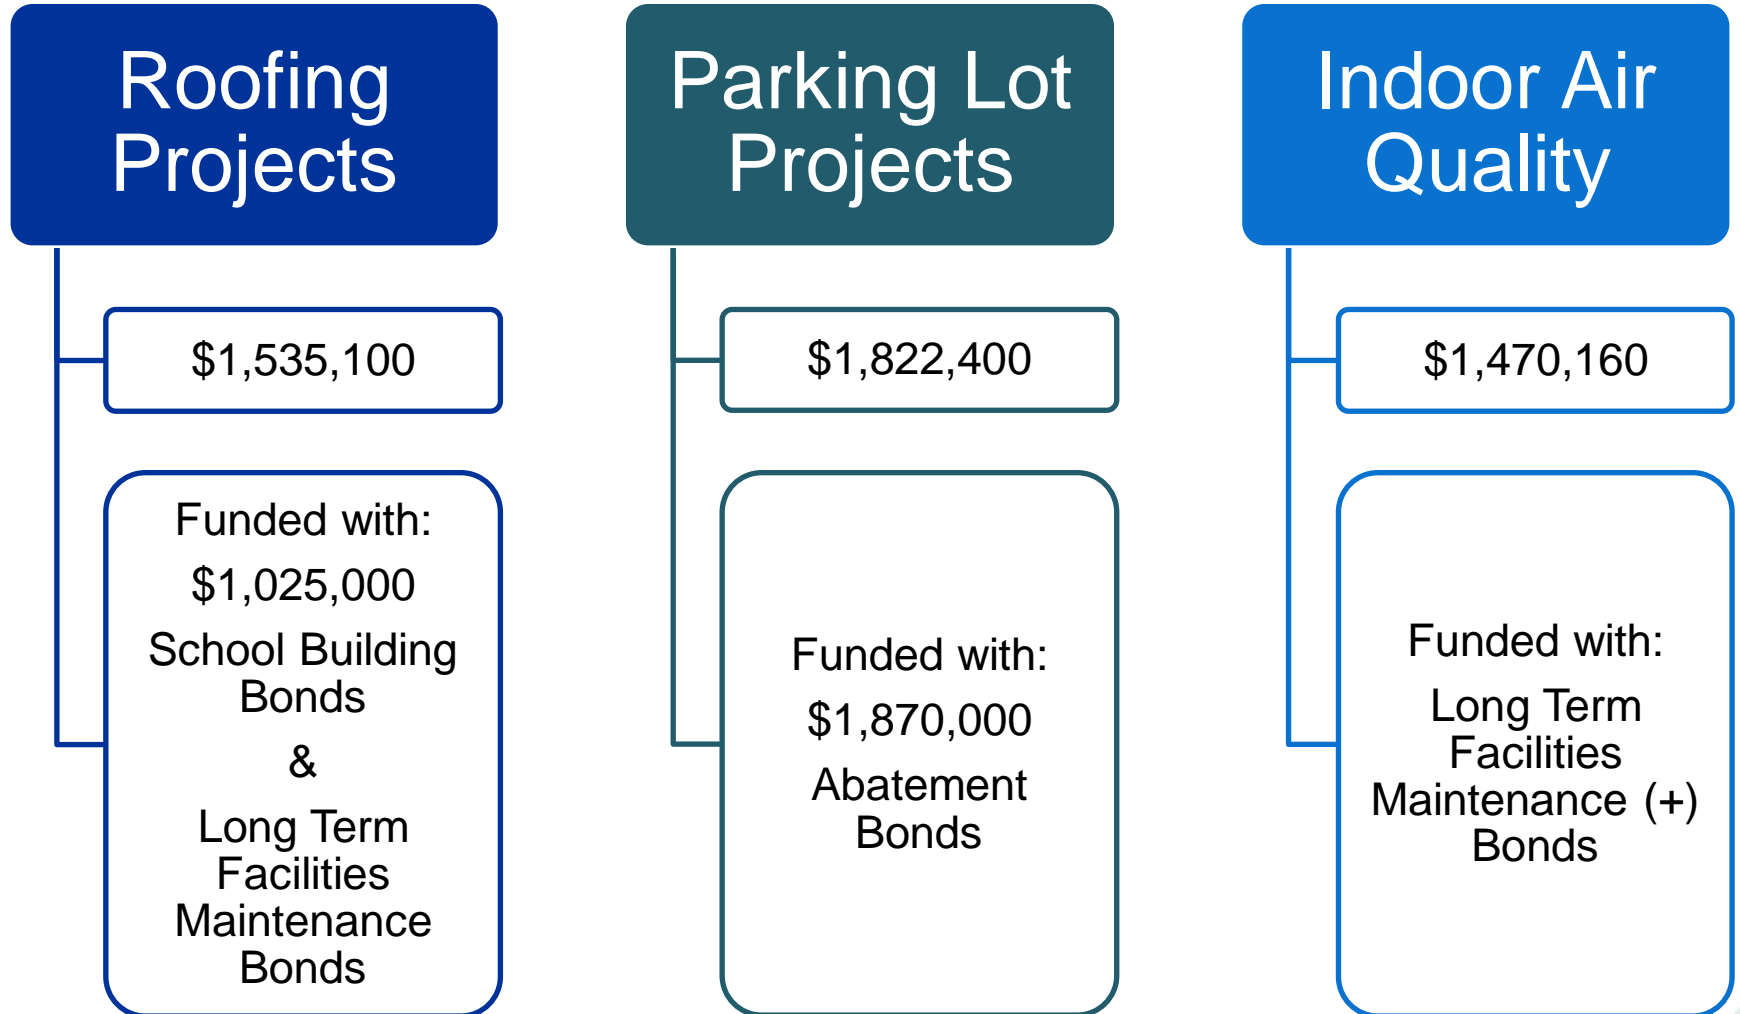 Roofing
Projects
$1,535,100
Funded with:
$1,025,000
School Building
Bonds
&
Long Term
Facilities
Maintenance
Bonds
Parking Lot
Projects
$1,822,400
Funded with:
$1,870,000
Abatement
Bonds
Indoor Air
Quality
$1,470,160
Funded with:
Long Term
Facilities
Maintenance (+)
Bonds